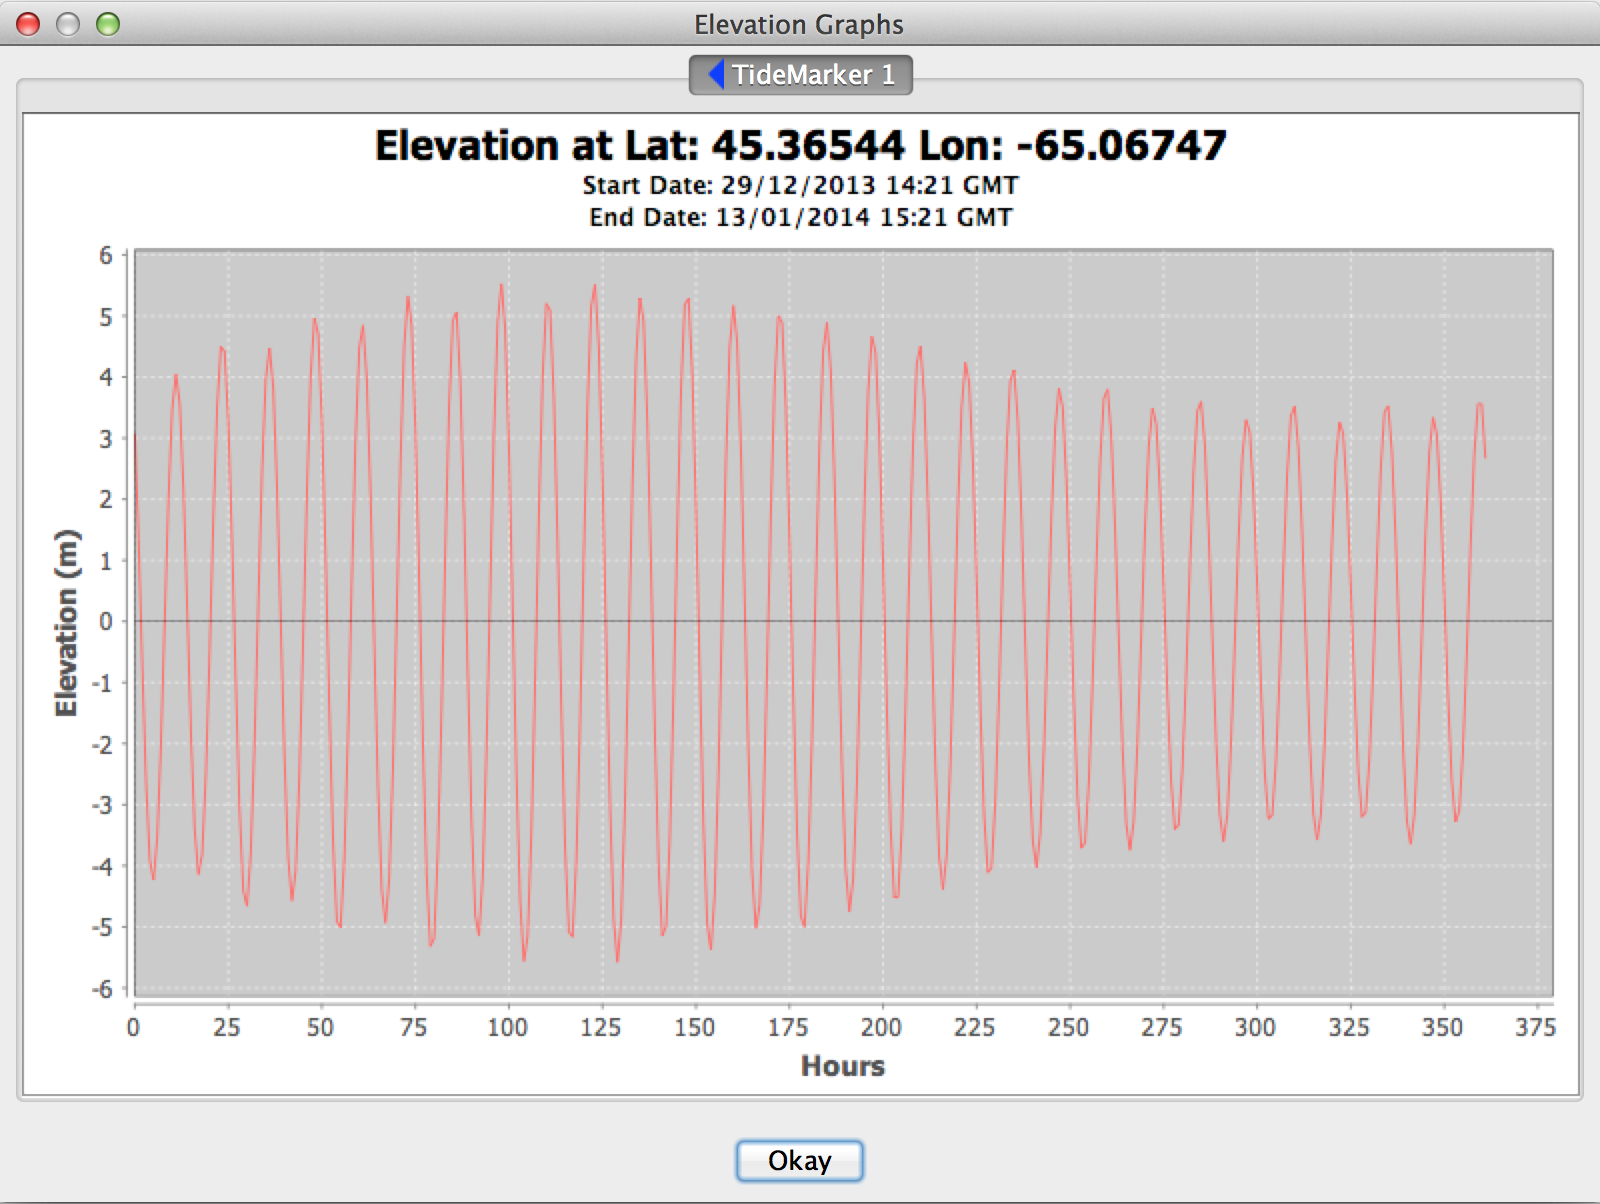 Elevation Graphs
TideMarker 1
Elevation at Lat: 45.36544 Lon: -65.06747
Start Date: 29/12/2013 14:21 GMT
End Date: 13/01/2014 15:21 GMT
Elevation (m)
6
5
4
3
2
1
0
-1
-2
-3
-4
-5
-6
0 25 50 75 100 125 150 175 200 225 250 275 300 325 350 375
Hours
Okay